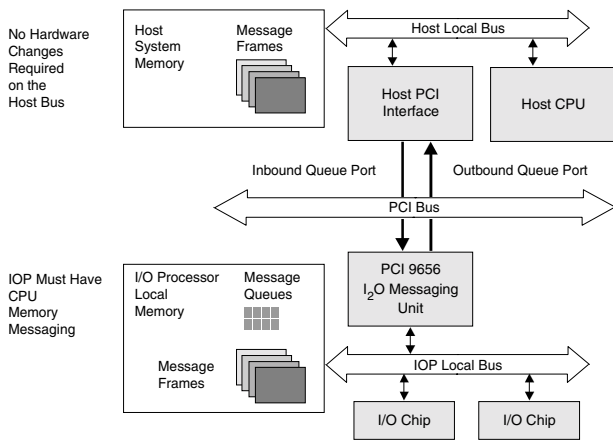 No Hardware
Changes
Required
on the
Host Bus
Host
System
Memory
Message
Frames
Host Local Bus
Host PCI
Interface
Host CPU
Inbound Queue Port
Outbound Queue Port
PCI Bus
IOP Must Have
CPU
Memory
Messaging
I/O Processor
Local
Memory
Message
Queues
Message
Frames
PCI 9656
I₂O Messaging
Unit
IOP Local Bus
I/O Chip
I/O Chip